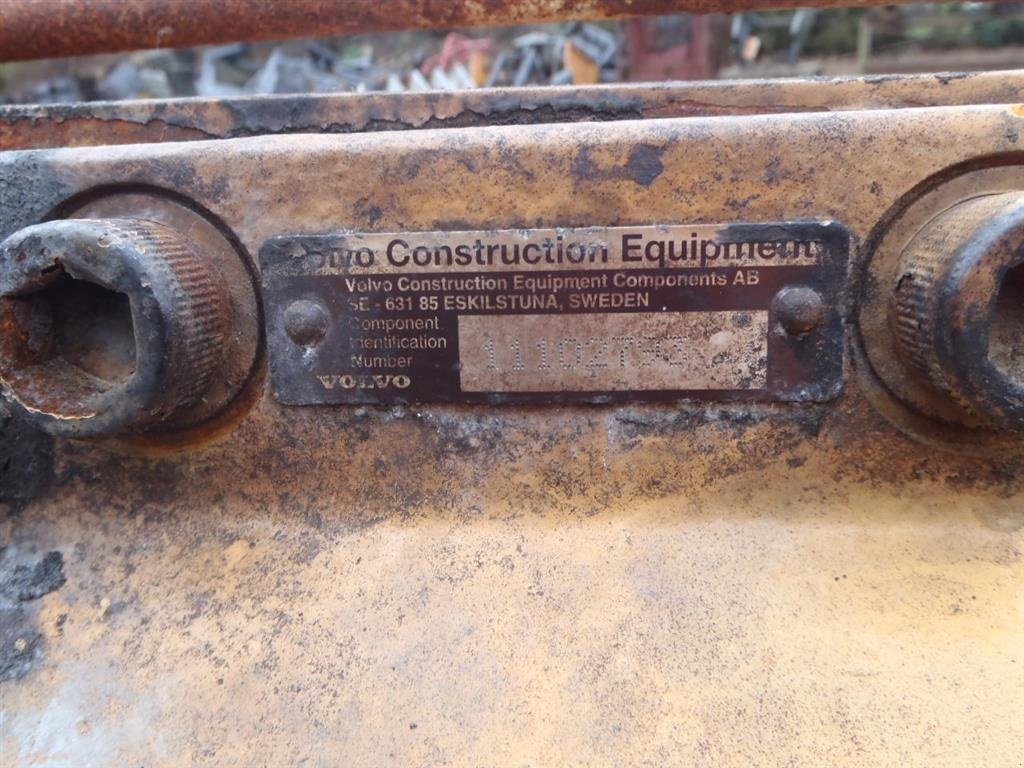 Construction Equipment
Volvo Construction Equipment Components AB
SE - 631 85 ESKILSTUNA, SWEDEN
Component
Identification
Number
VOLVO